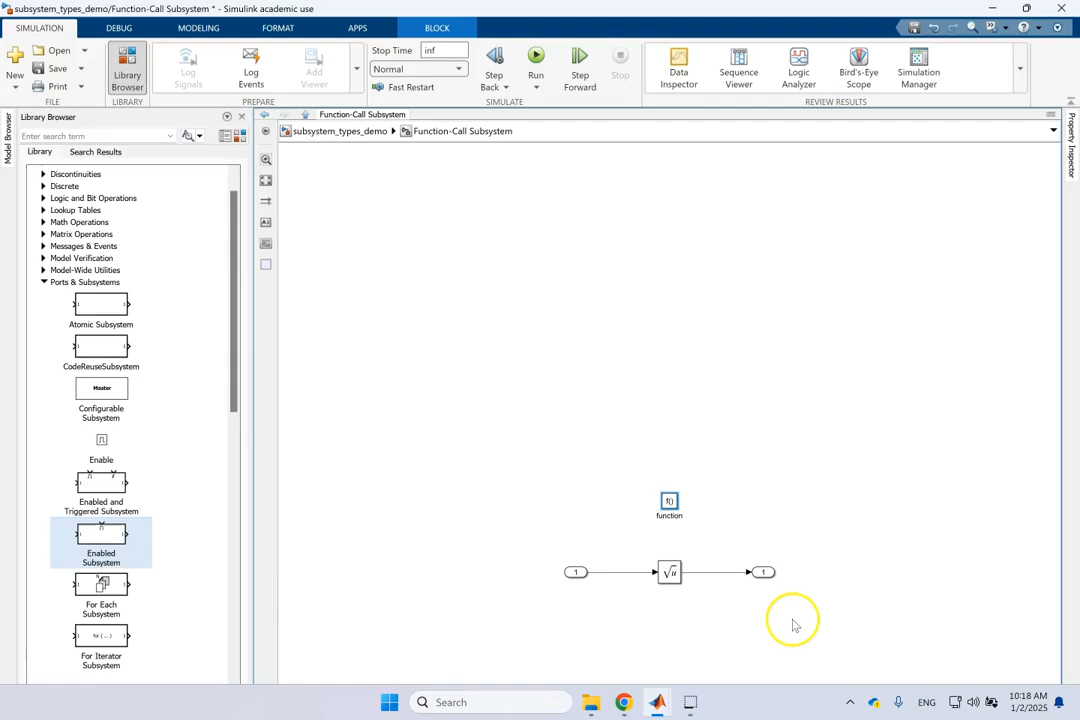 subsystem_types_demo/Function-Call Subsystem * - Simulink academic use
SIMULATION DEBUG MODELING FORMAT APPS BLOCK
New
Open
Save
Print
FILE
Library Browser
LIBRARY
Log Signals
Log Events
Add Viewer
PREPARE
Stop Time inf
Normal
Fast Restart
Step Back
Run
Step Forward
Stop
SIMULATE
Data Inspector
Sequence Viewer
Logic Analyzer
Bird's-Eye Scope
Simulation Manager
REVIEW RESULTS
Model Browser
Library Browser
Enter search term
Library Search Results
Discontinuities
Discrete
Logic and Bit Operations
Lookup Tables
Math Operations
Matrix Operations
Messages & Events
Model Verification
Model-Wide Utilities
Ports & Subsystems
Atomic Subsystem
CodeReuseSubsystem
Master
Configurable
Subsystem
Enable
Enabled and
Triggered Subsystem
Enabled
Subsystem
For Each
Subsystem
for { ... }
For Iterator
Subsystem
Function-Call Subsystem
subsystem_types_demo Function-Call Subsystem
f()
function
1 √u 1
Property Inspector
Search
ENG
10:18 AM
1/2/2025